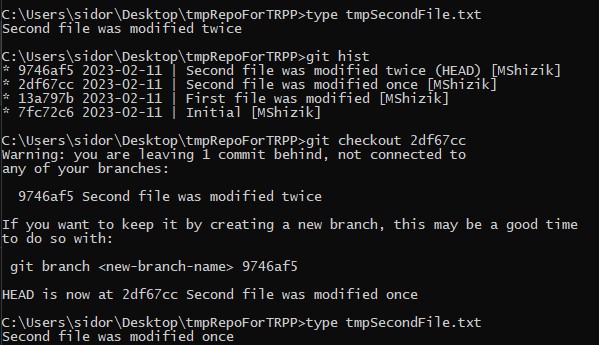 C:\Users\sidor\Desktop\tmpRepoForTRPP>type tmpSecondFile.txt
Second file was modified twice
C:\Users\sidor\Desktop\tmpRepoForTRPP>git hist
* 9746af5 2023-02-11 | Second file was modified twice (HEAD) [MShizik]
* 2df67cc 2023-02-11 | Second file was modified once [MShizik]
* 13a797b 2023-02-11 | First file was modified [MShizik]
* 7fc72c6 2023-02-11 | Initial [MShizik]
C:\Users\sidor\Desktop\tmpRepoForTRPP>git checkout 2df67cc
Warning: you are leaving 1 commit behind, not connected to
any of your branches:
9746af5 Second file was modified twice
If you want to keep it by creating a new branch, this may be a good time
to do so with:
git branch <new-branch-name> 9746af5
HEAD is now at 2df67cc Second file was modified once
C:\Users\sidor\Desktop\tmpRepoForTRPP>type tmpSecondFile.txt
Second file was modified once